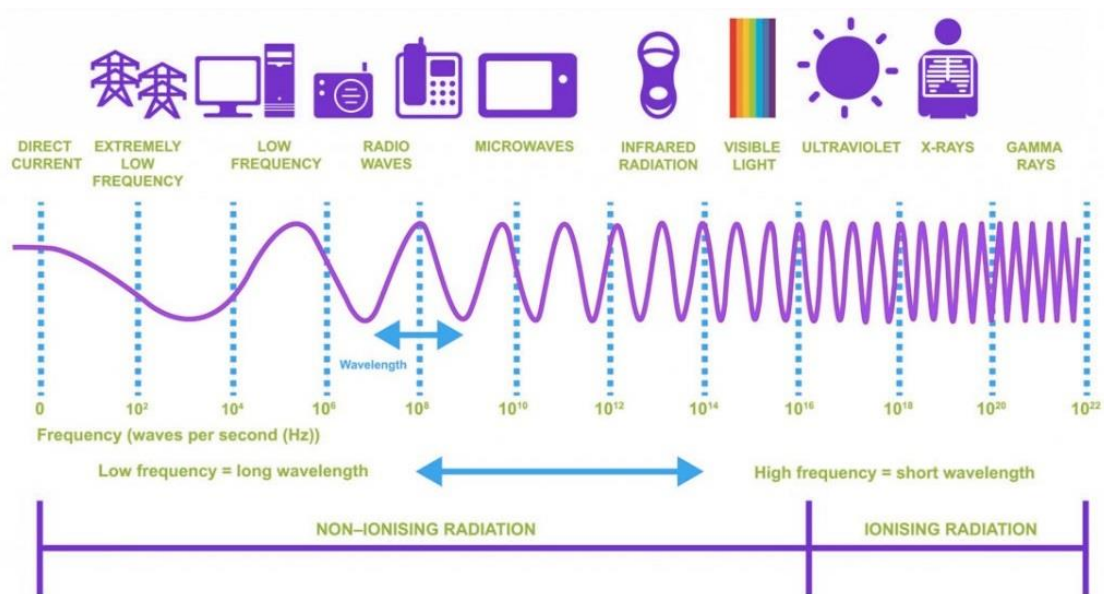 DIRECT CURRENT
EXTREMELY LOW FREQUENCY
LOW FREQUENCY
RADIO WAVES
MICROWAVES
INFRARED RADIATION
VISIBLE LIGHT
ULTRAVIOLET
X-RAYS
GAMMA RAYS
Wavelength
0 10² 10⁴ 10⁶ 10⁸ 10¹⁰ 10¹² 10¹⁴ 10¹⁶ 10¹⁸ 10²⁰ 10²²
Frequency (waves per second (Hz))
Low frequency = long wavelength
High frequency = short wavelength
NON–IONISING RADIATION
IONISING RADIATION